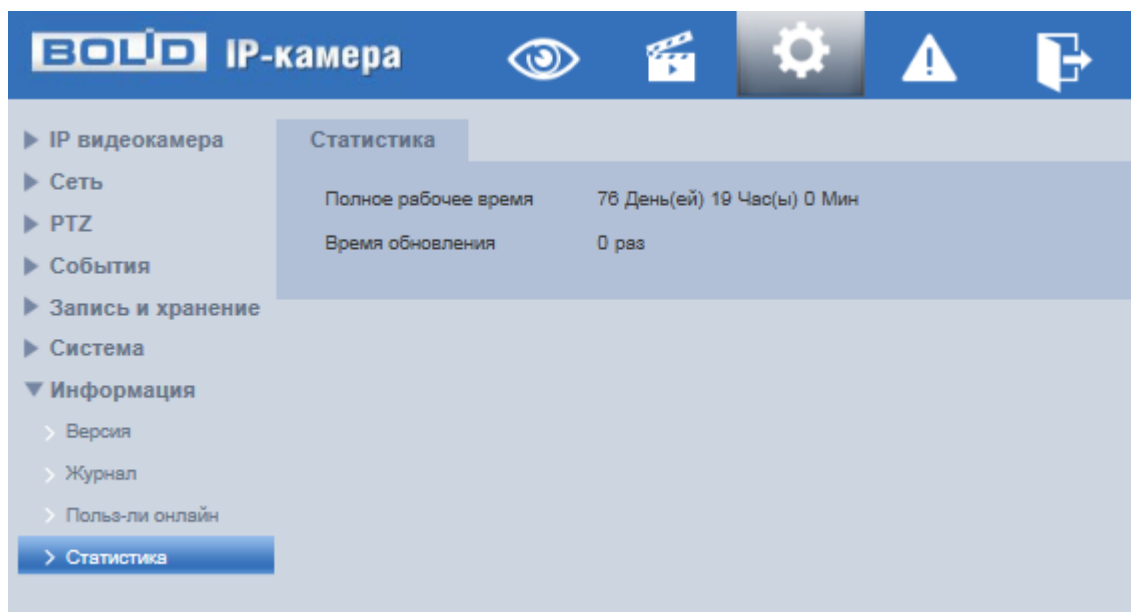 BOLID IP-камера
IP видеокамера
Сеть
PTZ
События
Запись и хранение
Система
Информация
Версия
Журнал
Польз-ли онлайн
Статистика
Статистика
Полное рабочее время 76 День(ей) 19 Час(ы) 0 Мин
Время обновления 0 раз